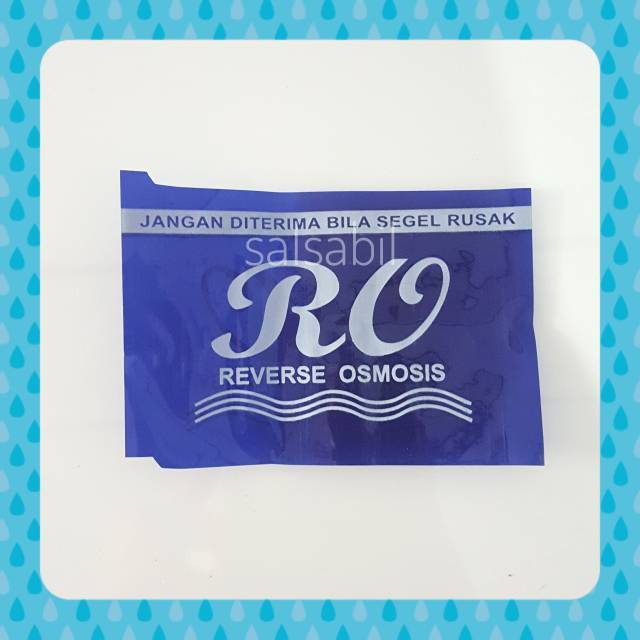 JANGAN DITERIMA BILA SEGEL RUSAK
salsabil
RO
REVERSE OSMOSIS